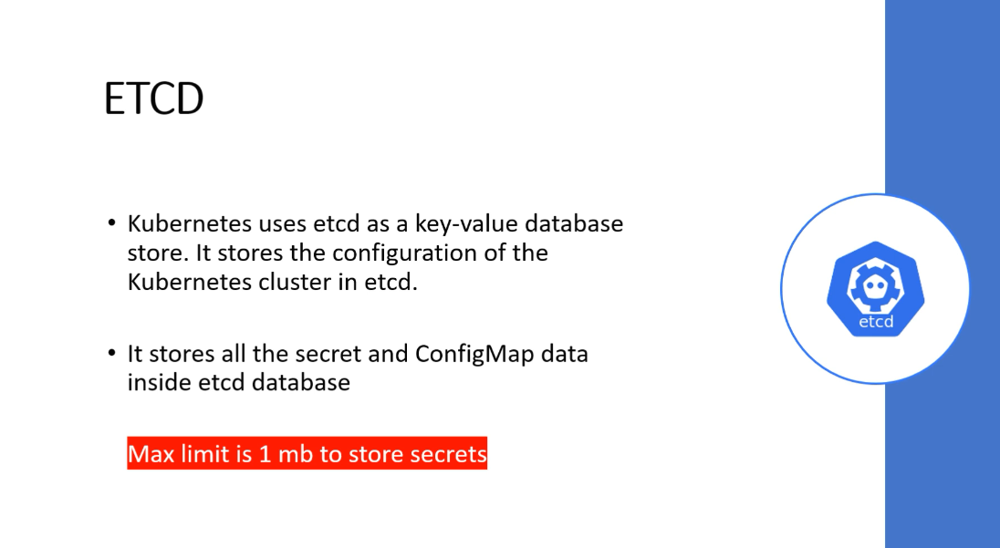 ETCD
• Kubernetes uses etcd as a key-value database
store. It stores the configuration of the
Kubernetes cluster in etcd.
• It stores all the secret and ConfigMap data
inside etcd database
Max limit is 1 mb to store secrets
etcd